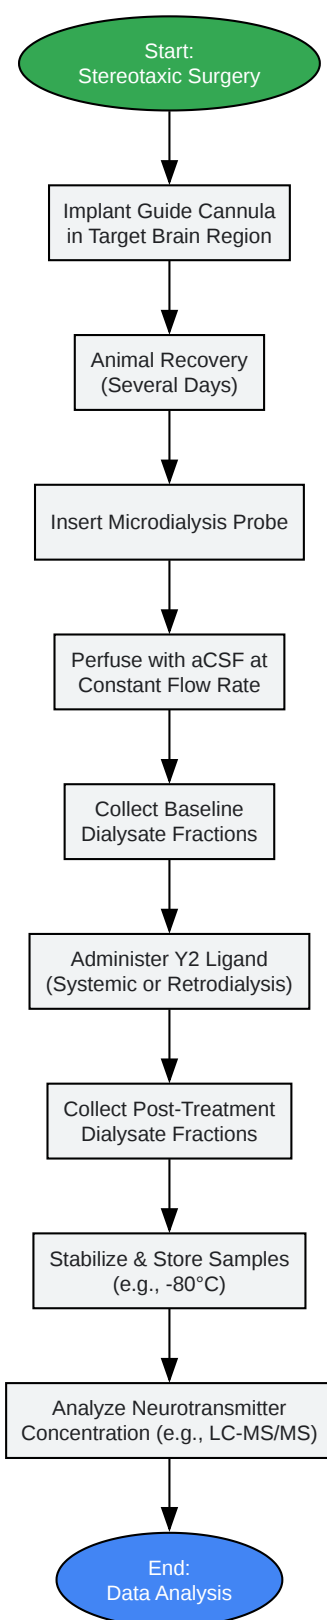 Start:
Stereotaxic Surgery
Implant Guide Cannula
in Target Brain Region
Animal Recovery
(Several Days)
Insert Microdialysis Probe
Perfuse with aCSF at
Constant Flow Rate
Collect Baseline
Dialysate Fractions
Administer Y2 Ligand
(Systemic or Retrodialysis)
Collect Post-Treatment
Dialysate Fractions
Stabilize & Store Samples
(e.g., -80°C)
Analyze Neurotransmitter
Concentration (e.g., LC-MS/MS)
End:
Data Analysis